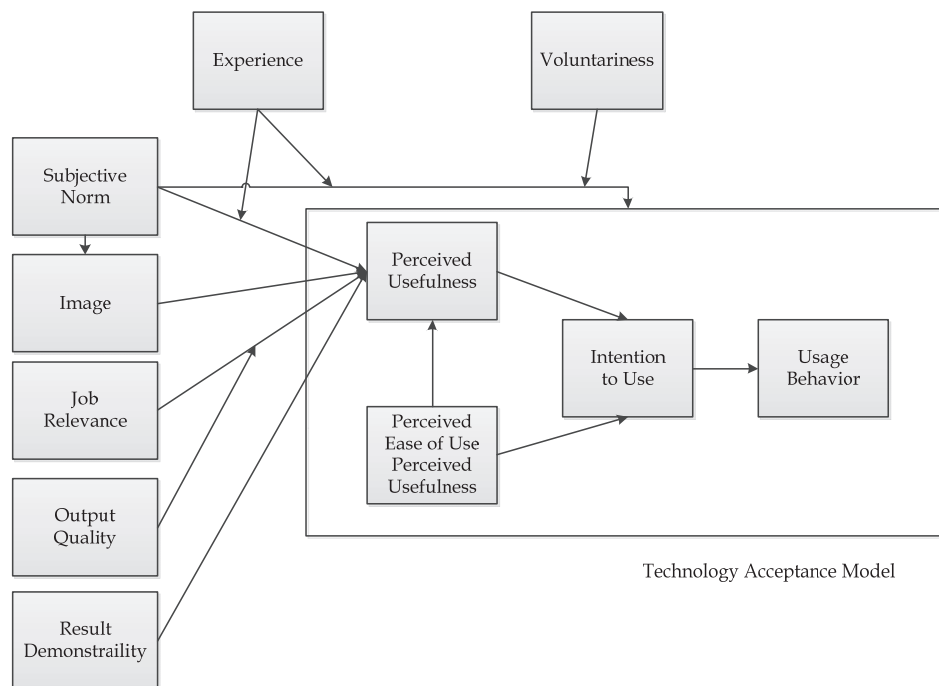 Experience
Voluntariness
Subjective
Norm
Image
Job
Relevance
Output
Quality
Result
Demonstraility
Perceived
Usefulness
Perceived
Ease of Use
Perceived
Usefulness
Intention
to Use
Usage
Behavior
Technology Acceptance Model